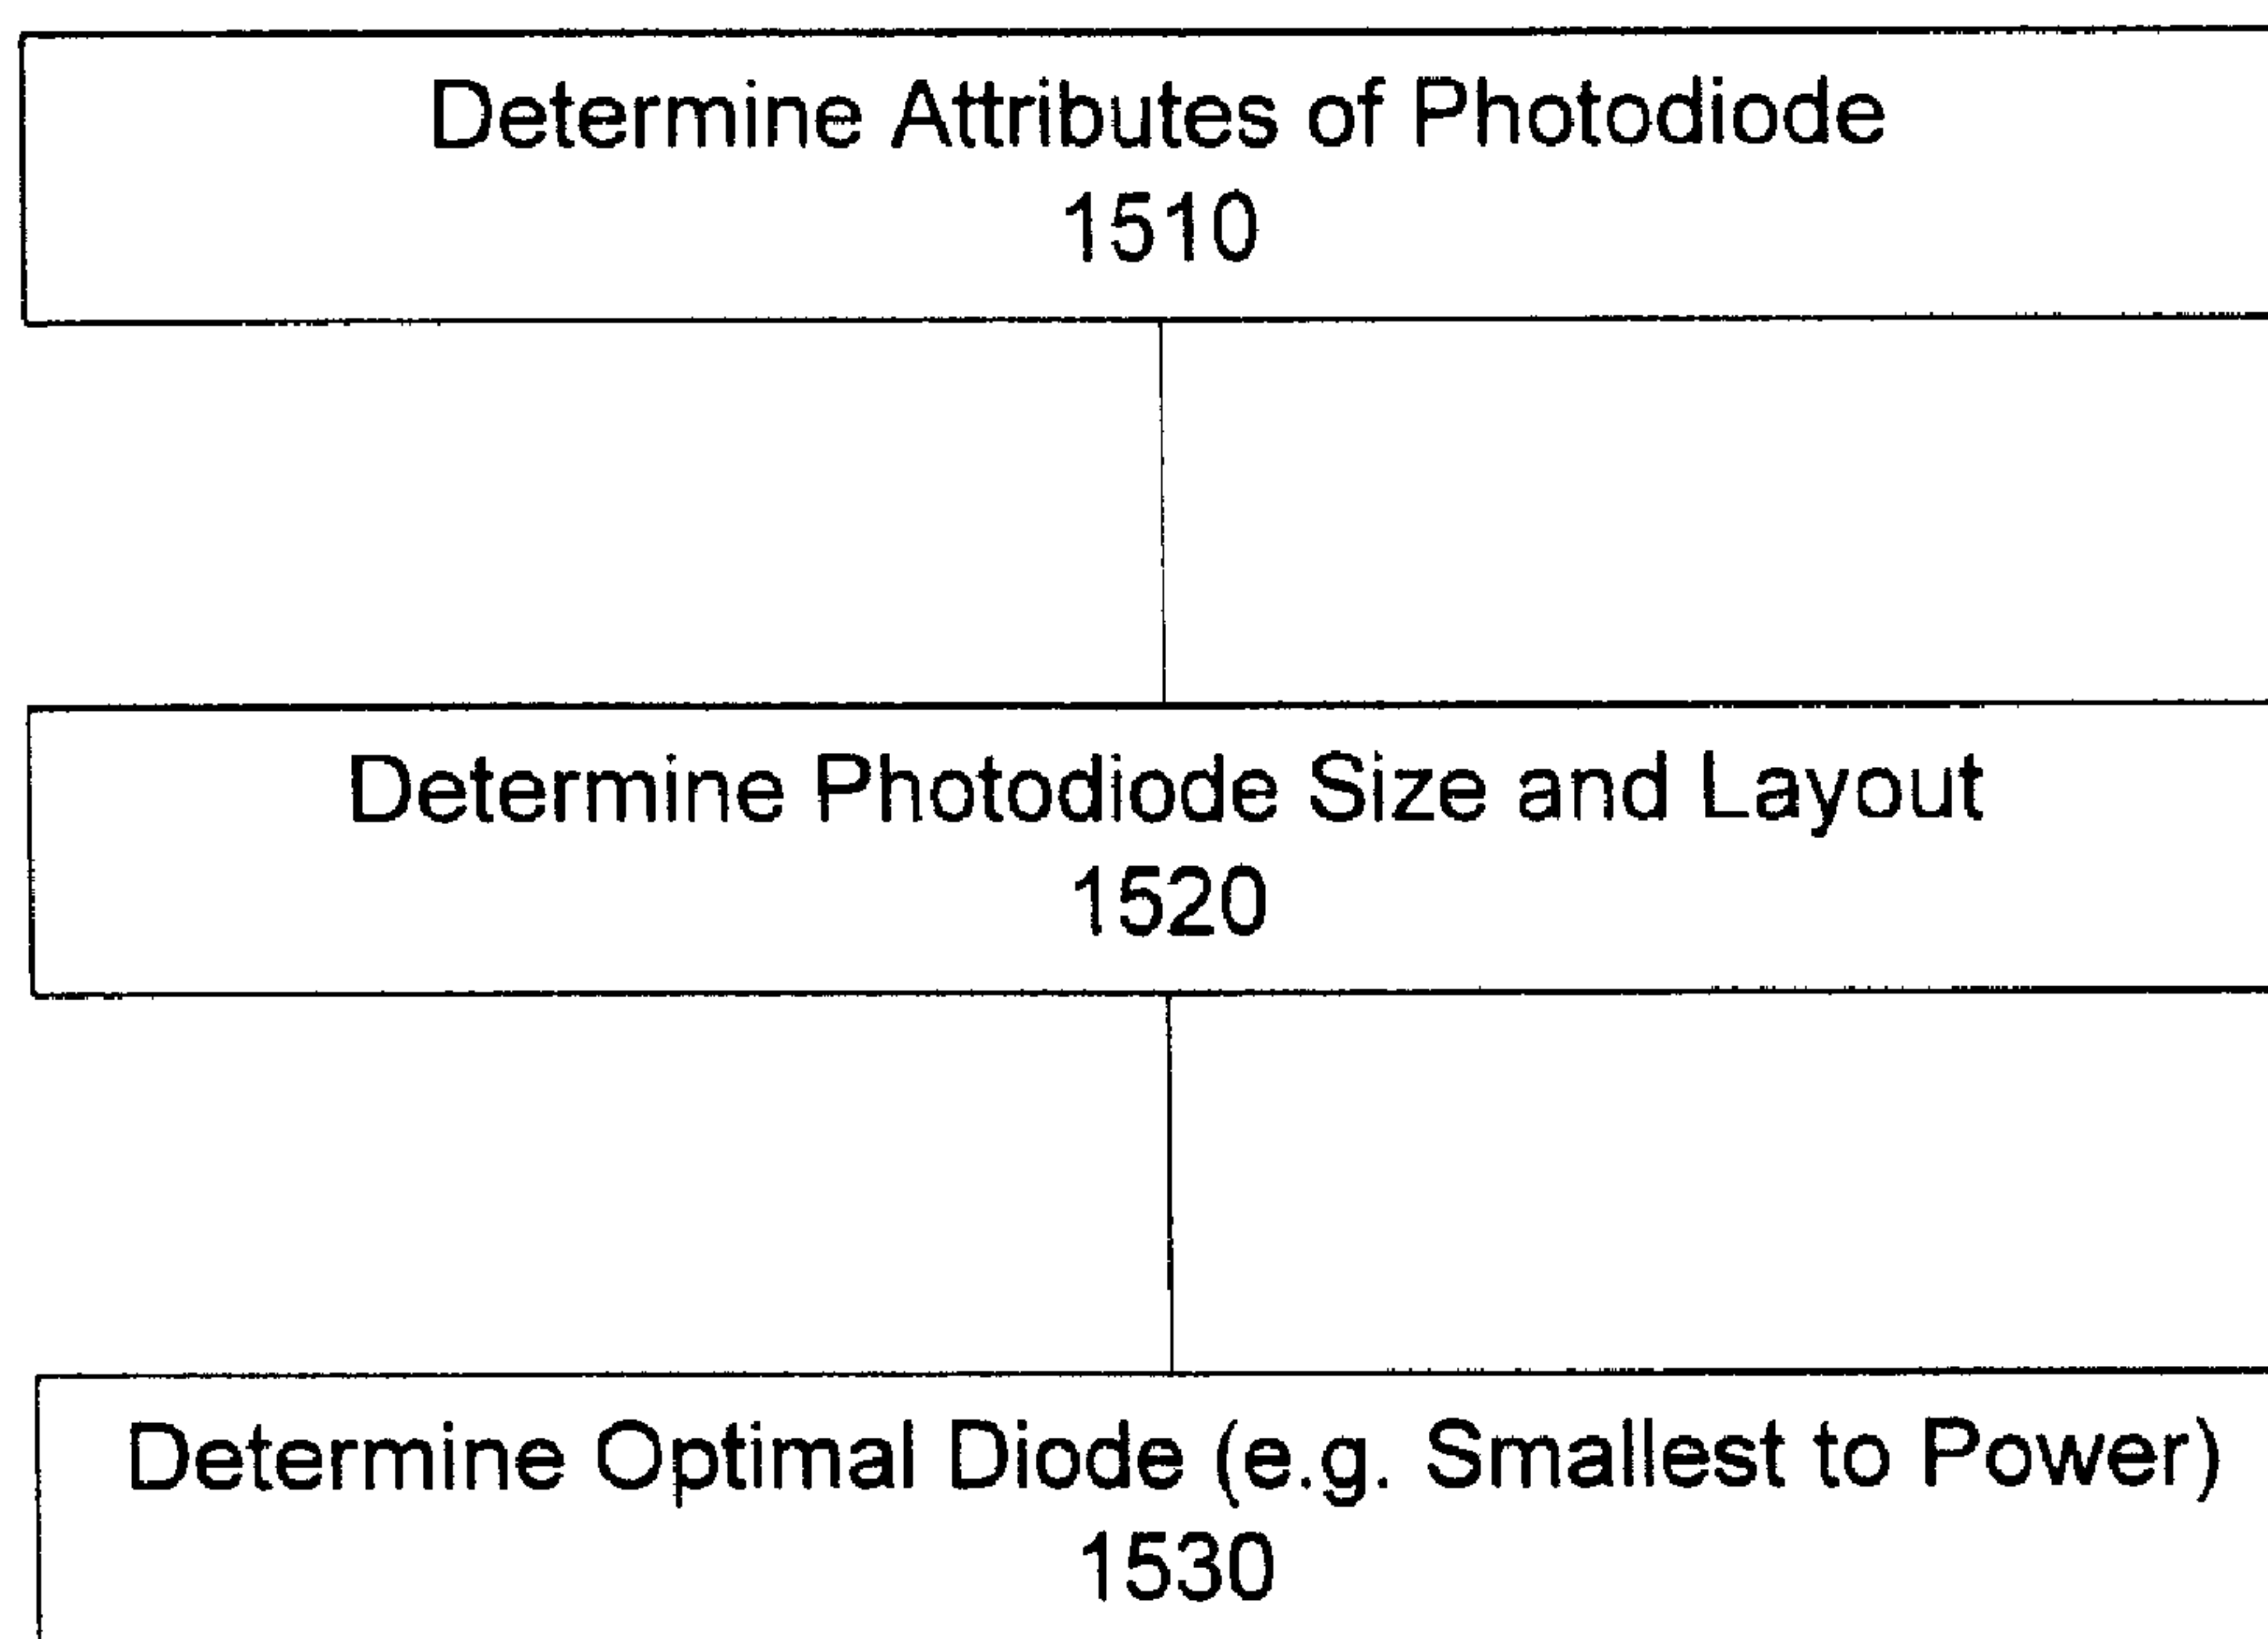 Determine Attributes of Photodiode
1510
Determine Photodiode Size and Layout
1520
Determine Optimal Diode (e.g. Smallest to Power)
1530